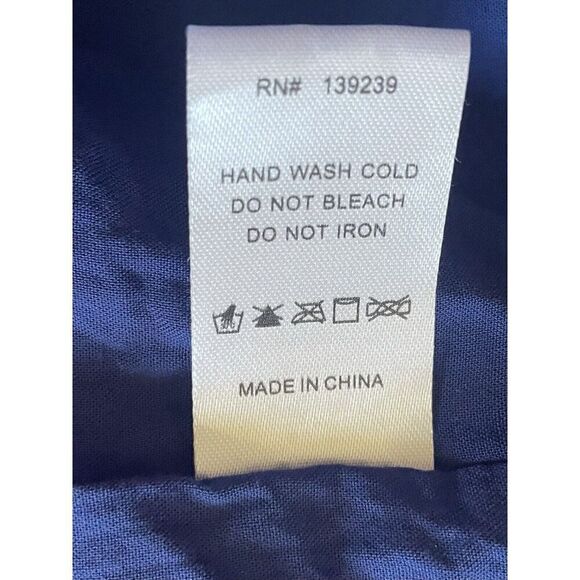 RN# 139239
HAND WASH COLD
DO NOT BLEACH
DO NOT IRON
MADE IN CHINA